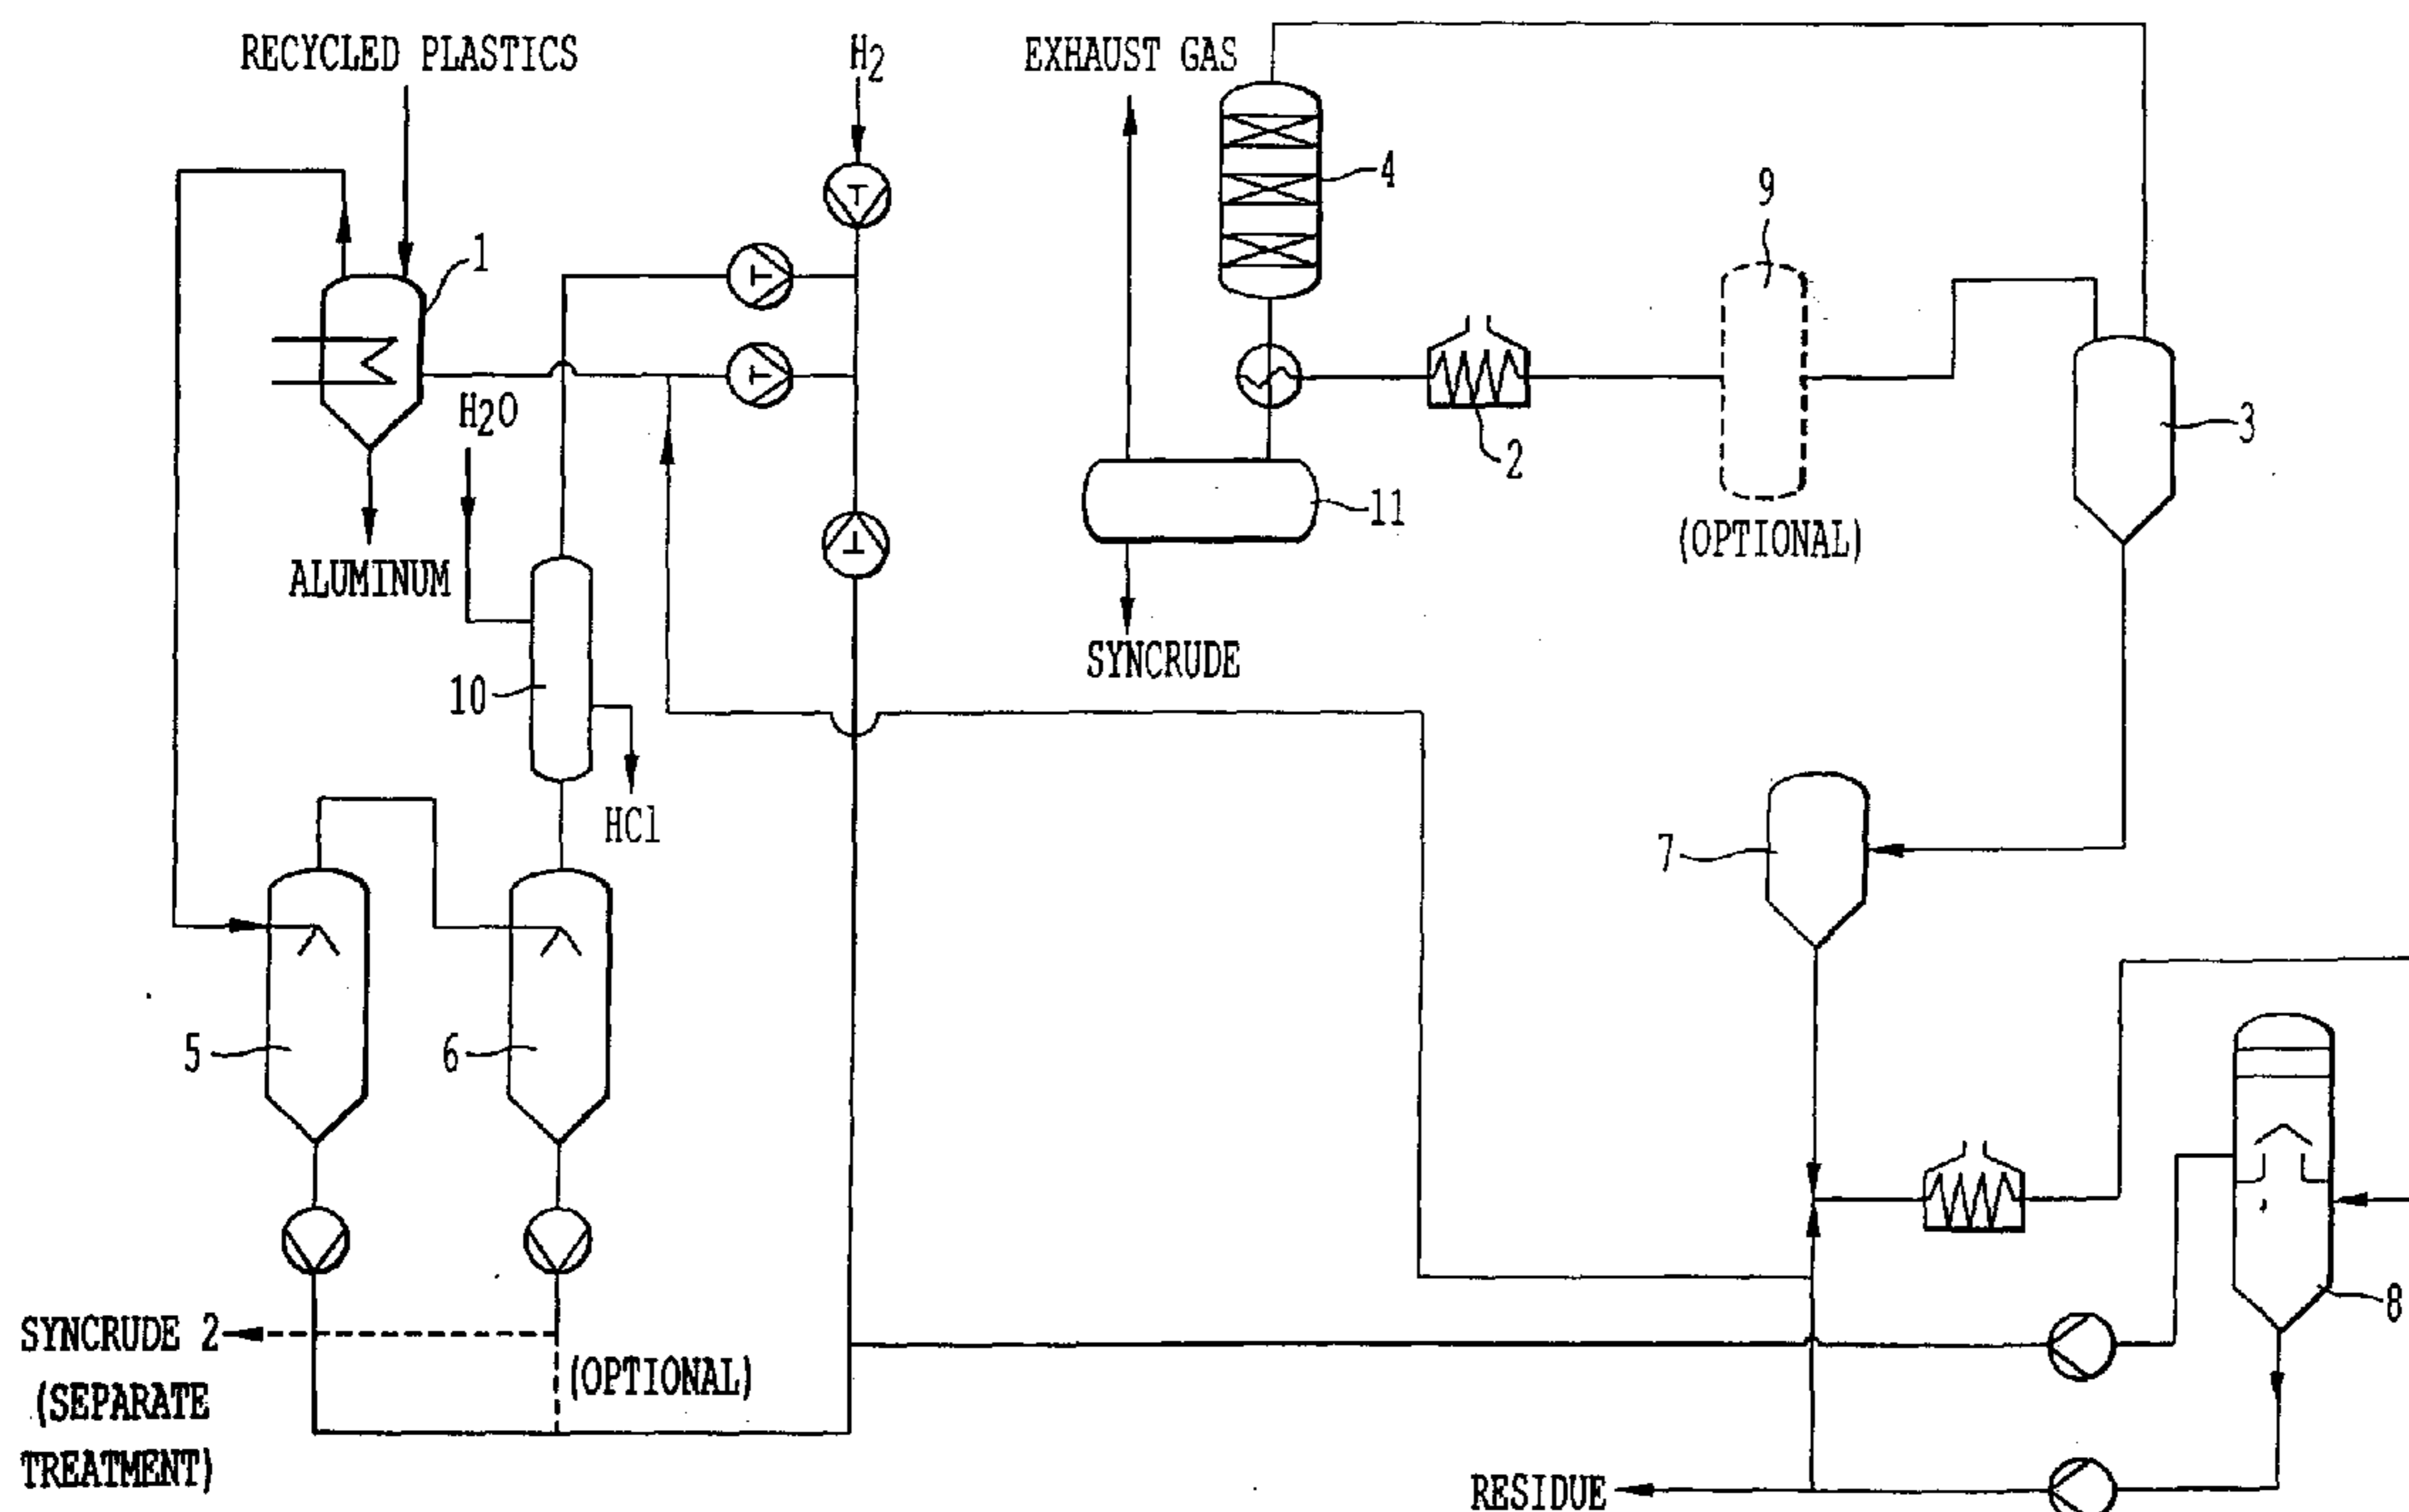 RECYCLED PLASTICS
H2
EXHAUST GAS
4
9
1
H2O
2
3
11
(OPTIONAL)
ALUMINUM
SYNCRUDE
10
HCl
7
5
6
8
SYNCRUDE 2
(SEPARATE
TREATMENT)
(OPTIONAL)
RESIDUE